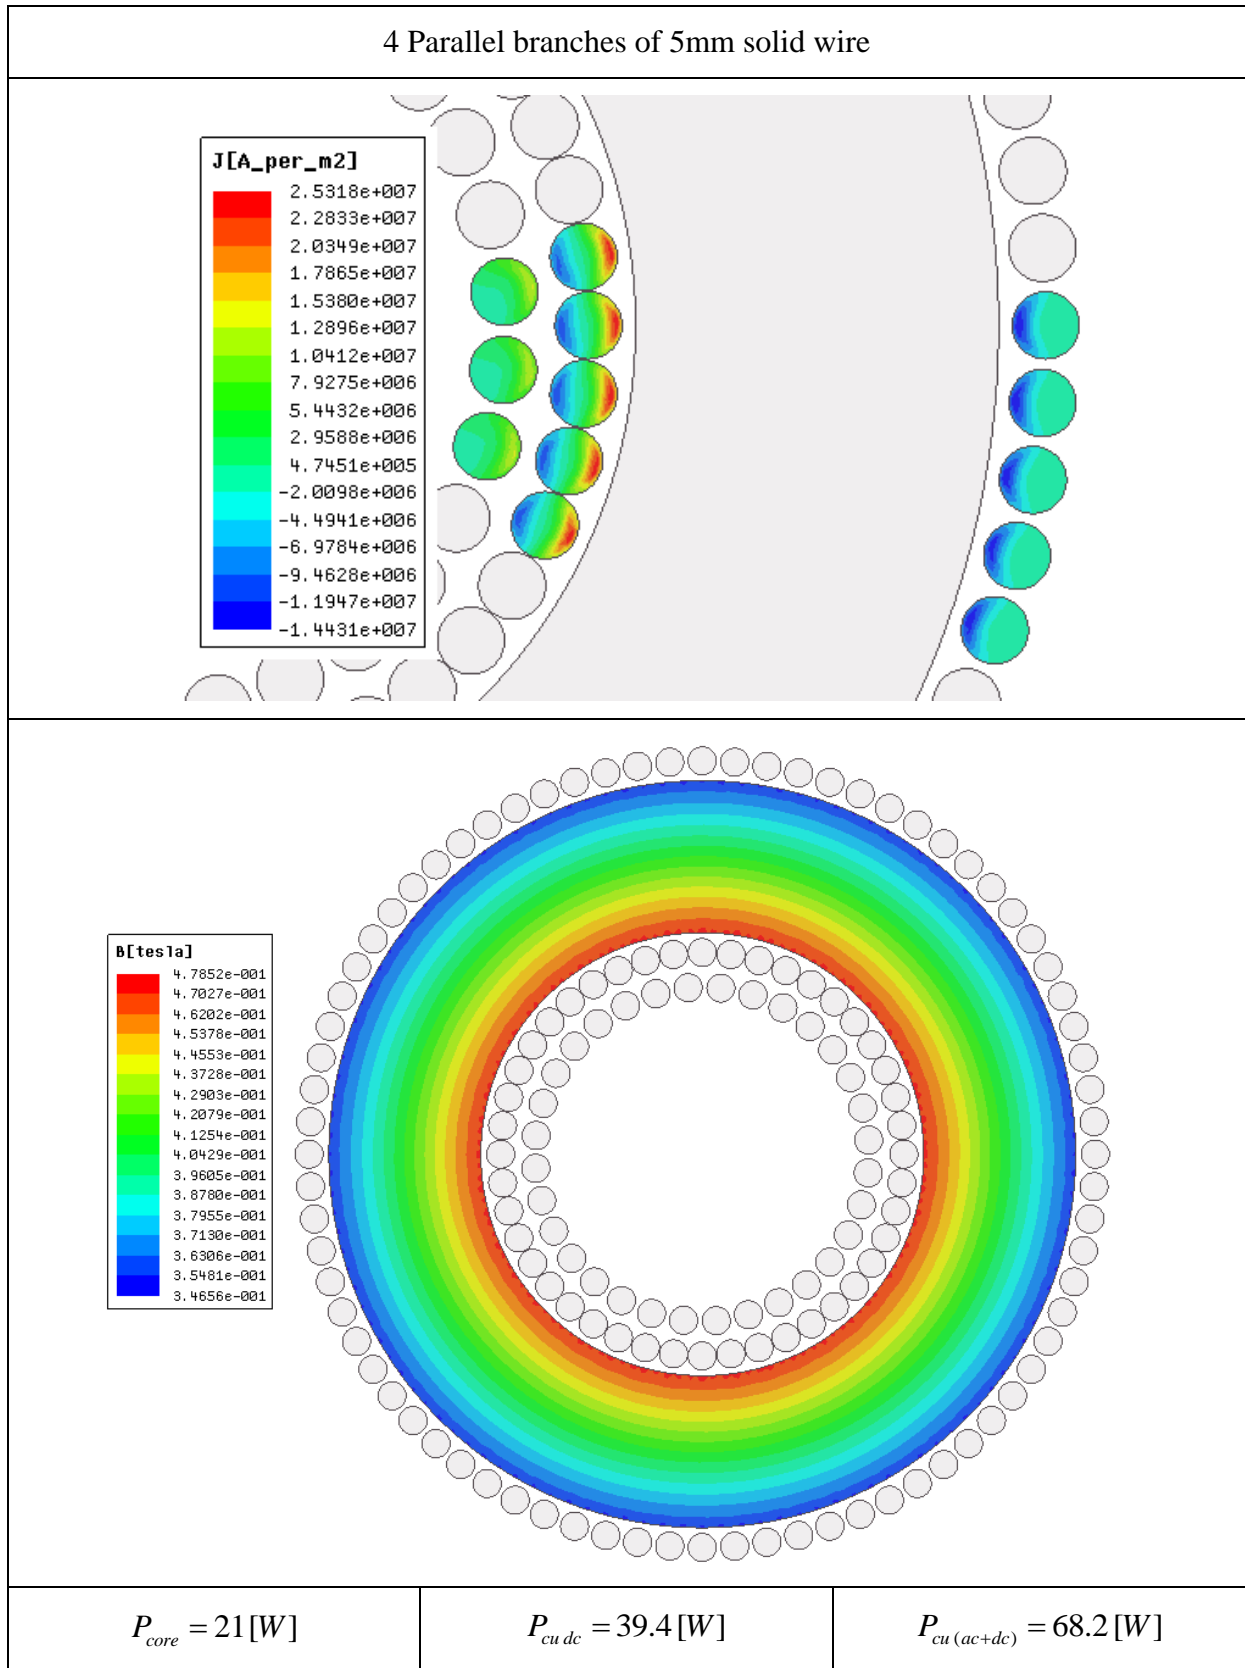 4 Parallel branches of 5mm solid wire
J[A_per_m2]
2.5318e+007
2.2833e+007
2.0349e+007
1.7865e+007
1.5380e+007
1.2896e+007
1.0412e+007
7.9275e+006
5.4432e+006
2.9588e+006
4.7451e+005
-2.0098e+006
-4.4941e+006
-6.9784e+006
-9.4628e+006
-1.1947e+007
-1.4431e+007
B[tesla]
4.7852e-001
4.7027e-001
4.6202e-001
4.5378e-001
4.4553e-001
4.3728e-001
4.2903e-001
4.2079e-001
4.1254e-001
4.0429e-001
3.9605e-001
3.8780e-001
3.7955e-001
3.7130e-001
3.6306e-001
3.5481e-001
3.4656e-001
P_core = 21[W]
P_cu dc = 39.4[W]
P_cu (ac+dc) = 68.2[W]